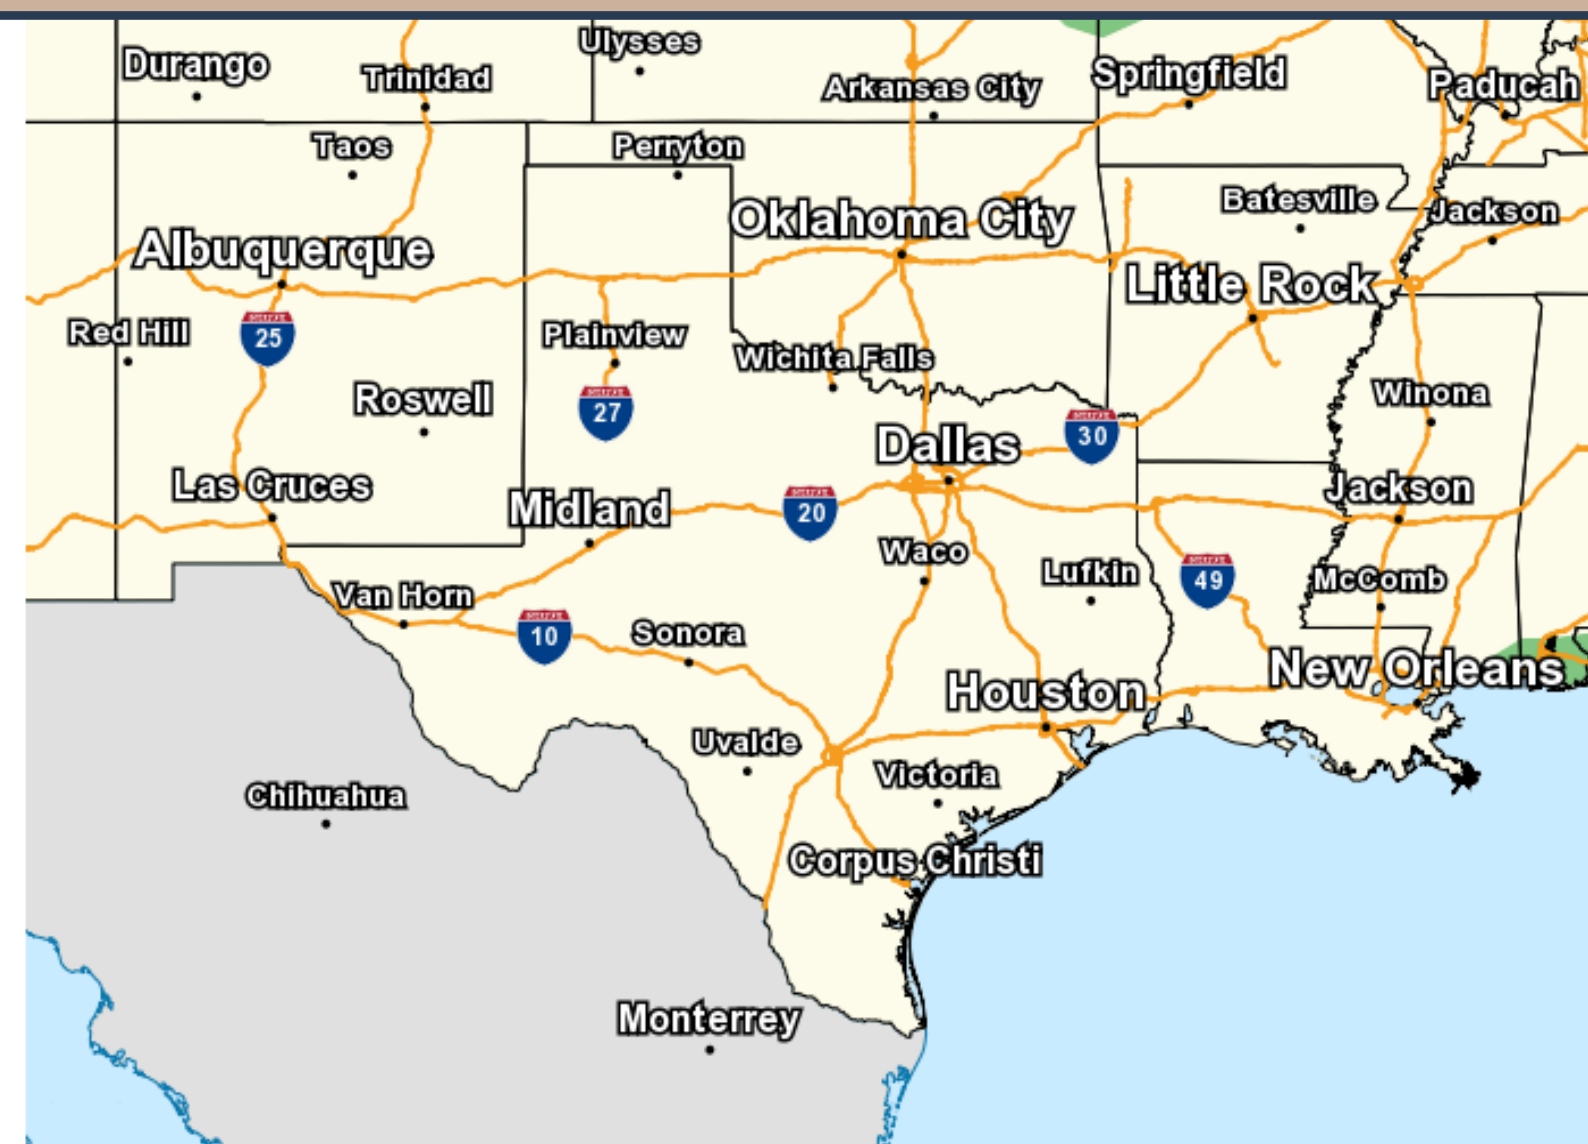 Ulysses
Durango
Trinidad
Arkansas City
Springfield
Paducah
Taos
Perryton
Batesville
Jackson
Oklahoma City
Albuquerque
Little Rock
Red Hill
25
Plainview
Wichita Falls
Roswell
27
Winona
Dallas
30
Las Cruces
Midland
20
Jackson
Waco
Lufkin
49
McComb
Van Horn
10
Sonora
New Orleans
Houston
Uvalde
Victoria
Chihuahua
Corpus Christi
Monterrey